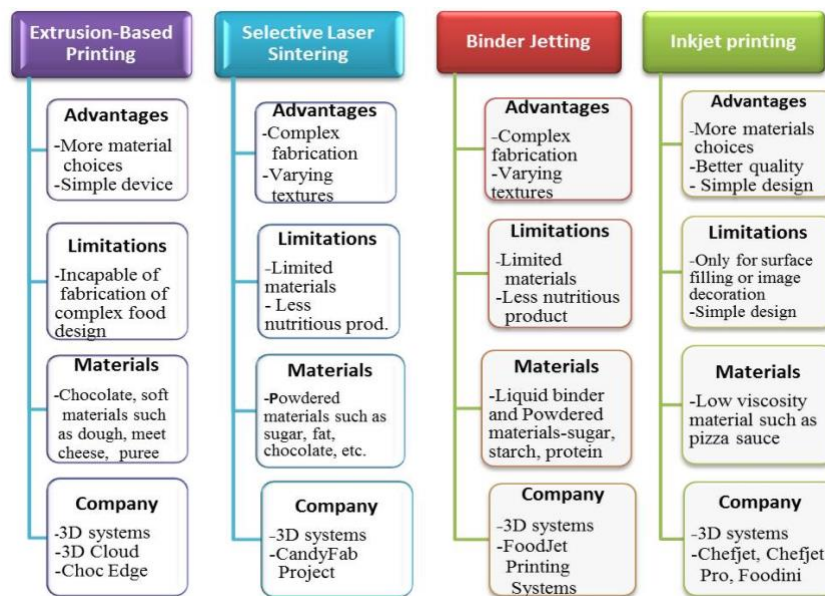 Extrusion-Based
Printing
Advantages
-More material
choices
-Simple device
Limitations
-Incapable of
fabrication of
complex food
design
Materials
-Chocolate, soft
materials such
as dough, meet
cheese, puree
Company
-3D systems
-3D Cloud
-Choc Edge
Selective Laser
Sintering
Advantages
-Complex
fabrication
-Varying
textures
Limitations
-Limited
materials
- Less
nutritious prod.
Materials
-Powdered
materials such as
sugar, fat,
chocolate, etc.
Company
-3D systems
-CandyFab
Project
Binder Jetting
Advantages
-Complex
fabrication
-Varying
textures
Limitations
-Limited
materials
-Less nutritious
product
Materials
-Liquid binder
and Powdered
materials-sugar,
starch, protein
Company
-3D systems
-FoodJet
Printing
Systems
Inkjet printing
Advantages
-More materials
choices
-Better quality
- Simple design
Limitations
-Only for surface
filling or image
decoration
-Simple design
Materials
-Low viscosity
material such as
pizza sauce
Company
-3D systems
-Chefjet, Chefjet
Pro, Foodini